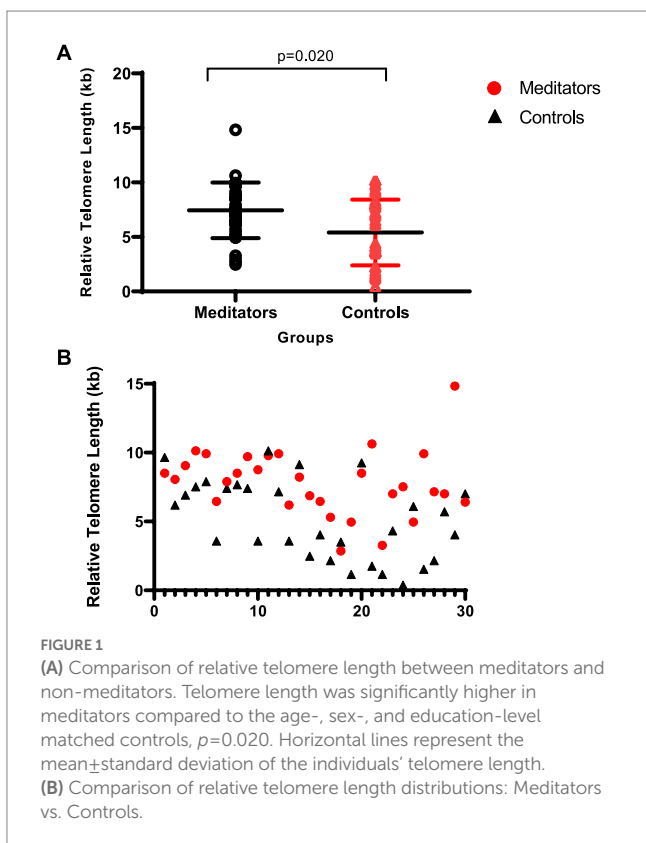 A
p=0.020
Relative Telomere Length (kb)
20
15
10
5
0
Meditators
Controls
Groups
Meditators
Controls
B
Relative Telomere Length (kb)
15
10
5
0
0
10
20
30
FIGURE 1
(A) Comparison of relative telomere length between meditators and
non-meditators. Telomere length was significantly higher in
meditators compared to the age-, sex-, and education-level
matched controls, p=0.020. Horizontal lines represent the
mean±standard deviation of the individuals’ telomere length.
(B) Comparison of relative telomere length distributions: Meditators
vs. Controls.